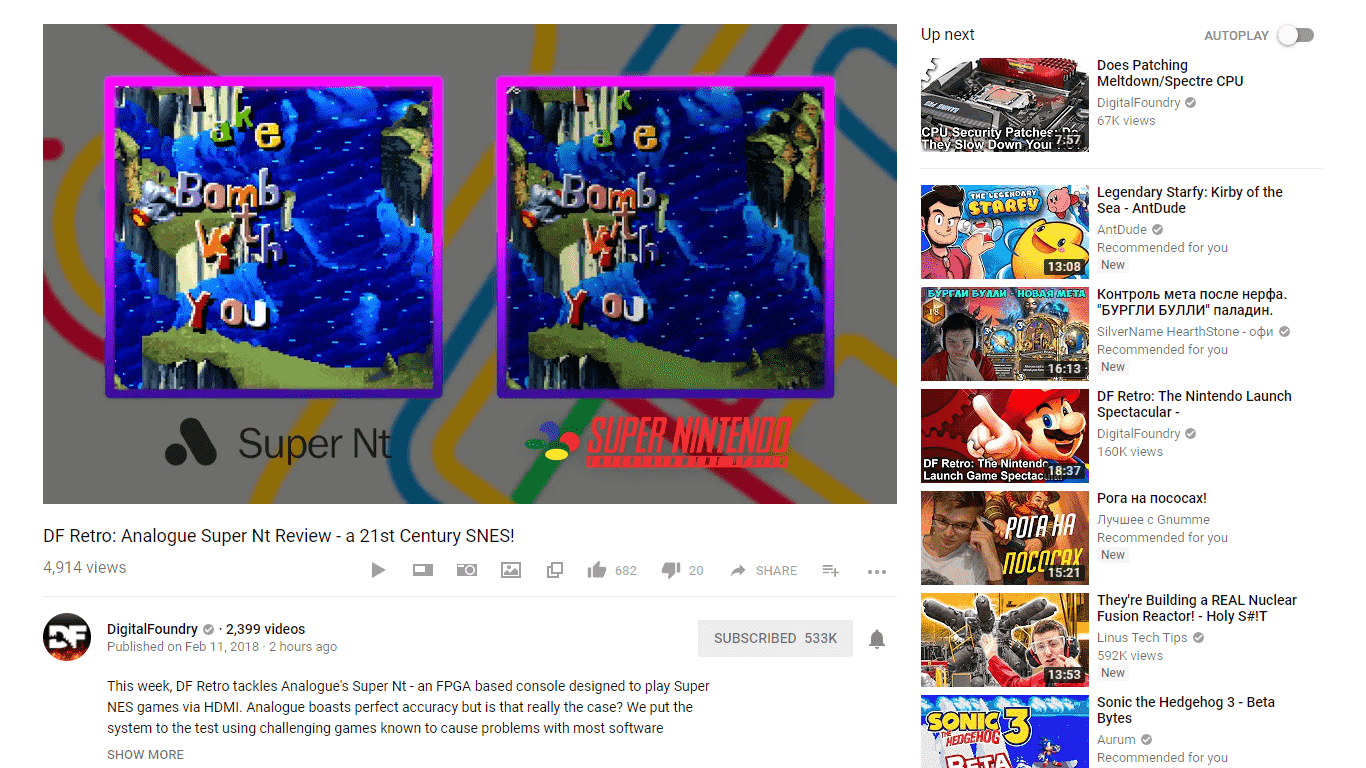 I
ake
Bomb
With
You
k
a e
Bomb
With
You
Super Nt
SUPER NINTENDO
ENTERTAINMENT SYSTEM
DF Retro: Analogue Super Nt Review - a 21st Century SNES!
4,914 views
682
20
SHARE
DF
DigitalFoundry · 2,399 videos
Published on Feb 11, 2018 · 2 hours ago
SUBSCRIBED 533K
This week, DF Retro tackles Analogue's Super Nt - an FPGA based console designed to play Super
NES games via HDMI. Analogue boasts perfect accuracy but is that really the case? We put the
system to the test using challenging games known to cause problems with most software
SHOW MORE
Up next
AUTOPLAY
CPU Security Patches: Do
They Slow Down Your
7:57
Does Patching
Meltdown/Spectre CPU
DigitalFoundry
67K views
THE LEGENDARY
STARFY
13:08
Legendary Starfy: Kirby of the
Sea - AntDude
AntDude
Recommended for you
New
БУРГЛИ БУЛЛИ - НОВАЯ МЕТА
18
16:13
Контроль мета после нерфа.
"БУРГЛИ БУЛЛИ" паладин.
SilverName HearthStone - офи
Recommended for you
New
DF Retro: The Nintendo
Launch Game Spectacular
18:37
DF Retro: The Nintendo Launch
Spectacular -
DigitalFoundry
160K views
РОГА НА
ПОСОСАХ
15:21
Рога на пососах!
Лучшее с Gnumme
Recommended for you
New
13:53
They're Building a REAL Nuclear
Fusion Reactor! - Holy S#!T
Linus Tech Tips
592K views
New
SONIC
THE
HEDGEHOG
3
BETA
Sonic the Hedgehog 3 - Beta
Bytes
Aurum
Recommended for you